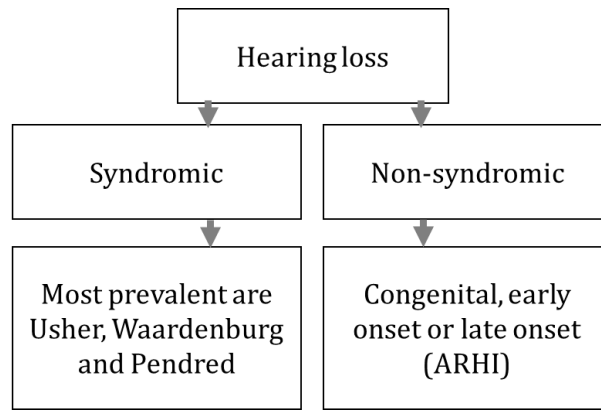 Hearing loss
Syndromic
Non-syndromic
Most prevalent are
Usher, Waardenburg
and Pendred
Congenital, early
onset or late onset
(ARHI)